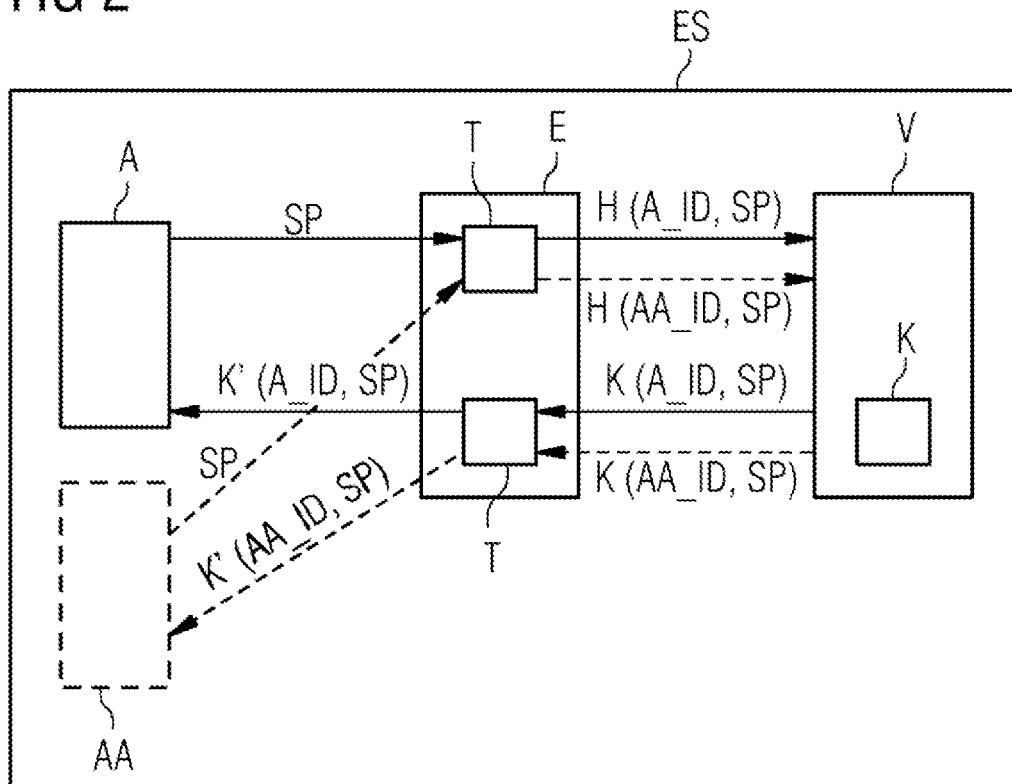 FIG 2
ES
A
T
E
V
SP
H (A_ID, SP)
H (AA_ID, SP)
K' (A_ID, SP)
K (A_ID, SP)
K
SP
K' (AA_ID, SP)
K (AA_ID, SP)
T
AA